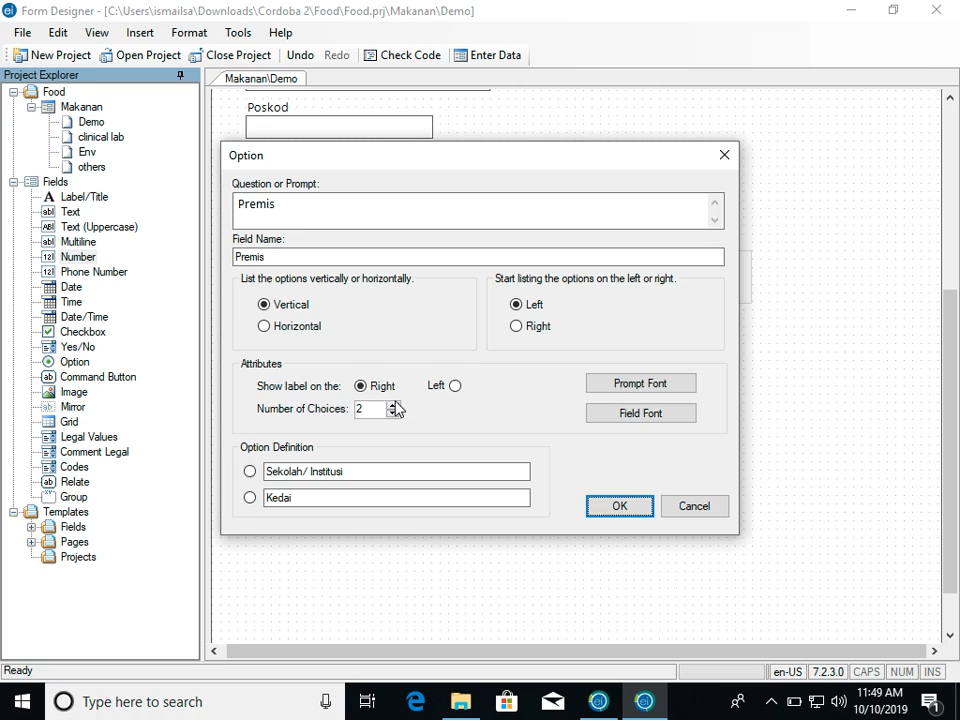 Form Designer - [C:\Users\ismailsa\Downloads\Cordoba 2\Food\Food.prj\Makanan\Demo]
File Edit View Insert Format Tools Help
New Project Open Project Close Project Undo Redo Check Code Enter Data
Project Explorer
Makanan\Demo
Food
Makanan
Demo
clinical lab
Env
others
Fields
Label/Title
Text
Text (Uppercase)
Multiline
Number
Phone Number
Date
Time
Date/Time
Checkbox
Yes/No
Option
Command Button
Image
Mirror
Grid
Legal Values
Comment Legal
Codes
Relate
Group
Templates
Fields
Pages
Projects
Poskod
Option
Question or Prompt:
Premis
Field Name:
Premis
List the options vertically or horizontally.
Vertical
Horizontal
Start listing the options on the left or right.
Left
Right
Attributes
Show label on the: Right Left
Number of Choices: 2
Prompt Font
Field Font
Option Definition
Sekolah/ Institusi
Kedai
OK Cancel
Ready
en-US 7.2.3.0 CAPS NUM INS
Type here to search
11:49 AM
10/10/2019
1